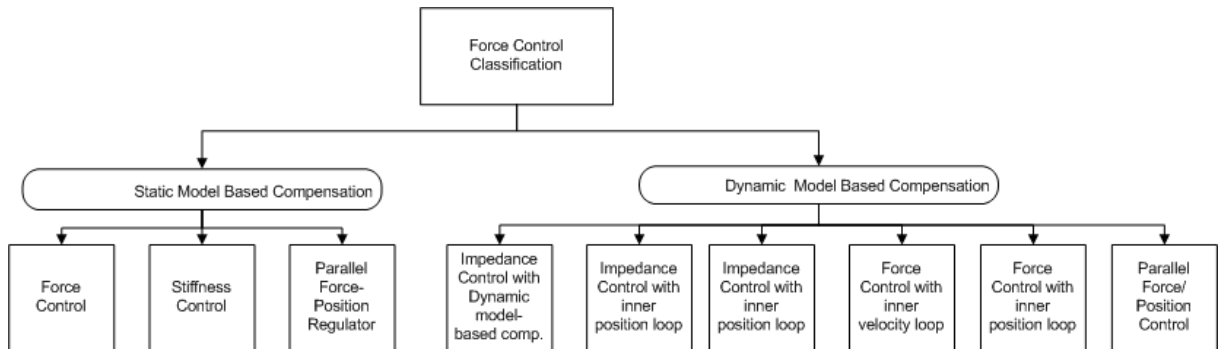 Force Control
Classification
Static Model Based Compensation
Dynamic Model Based Compensation
Force
Control
Stiffness
Control
Parallel
Force-
Position
Regulator
Impedance
Control with
Dynamic
model-
based comp.
Impedance
Control with
inner
position loop
Impedance
Control with
inner
position loop
Force
Control with
inner
velocity loop
Force
Control with
inner
position loop
Parallel
Force/
Position
Control